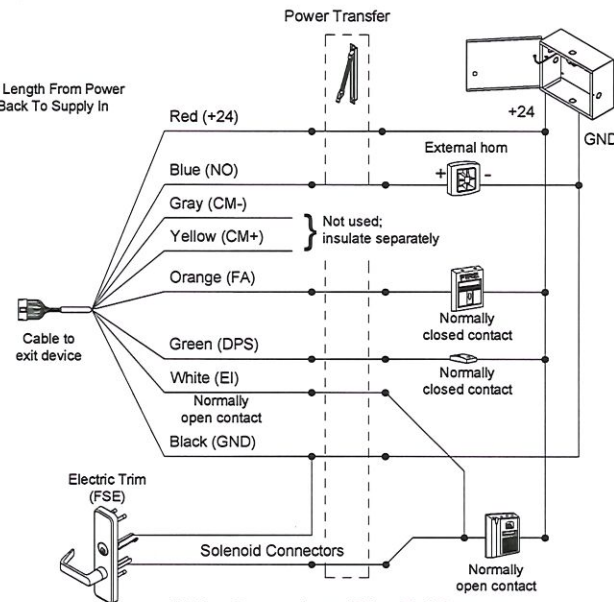 Power Transfer
Length From Power
Back To Supply In
+24
GND
Red (+24)
External horn
Blue (NO)
+ -
Gray (CM-)
Not used;
insulate separately
Yellow (CM+)
Orange (FA)
FIRE
Normally
closed contact
Cable to
exit device
Green (DPS)
Normally
closed contact
White (EI)
Normally
open contact
Black (GND)
Electric Trim
(FSE)
Solenoid Connectors
Normally
open contact